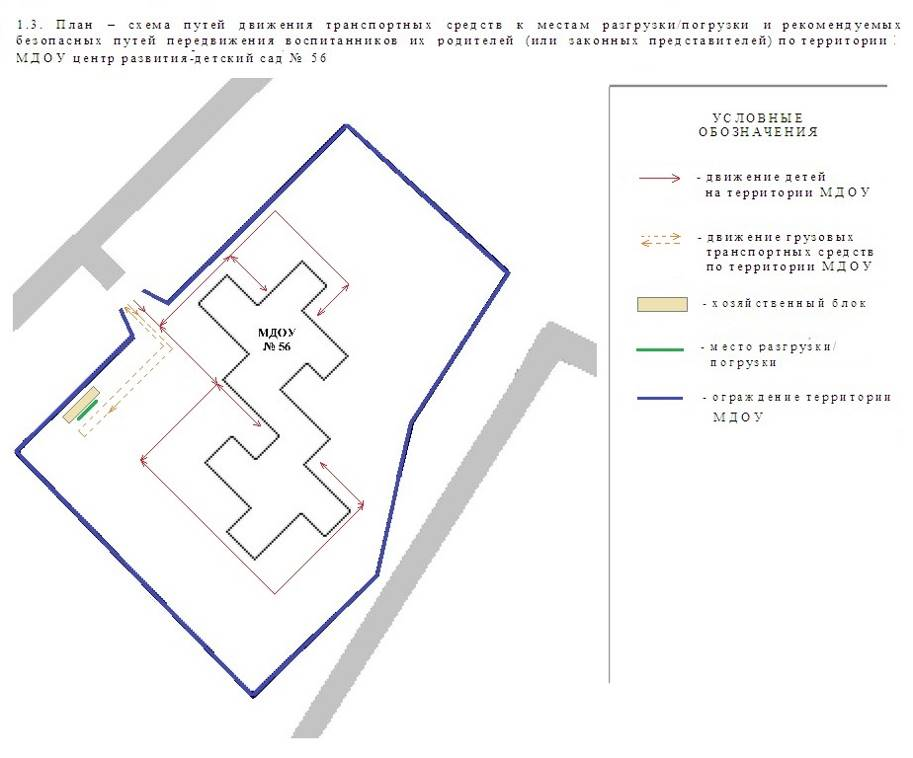 1.3. План – схема путей движения транспортных средств к местам разгрузки/погрузки и рекомендуемых
безопасных путей передвижения воспитанников их родителей (или законных представителей) по территории
МДОУ центр развития-детский сад № 56
УСЛОВНЫЕ
ОБОЗНАЧЕНИЯ
- движение детей
на территории МДОУ
- движение грузовых
транспортных средств
по территории МДОУ
- хозяйственный блок
- место разгрузки/
погрузки
- ограждение территории
МДОУ
МДОУ
№ 56